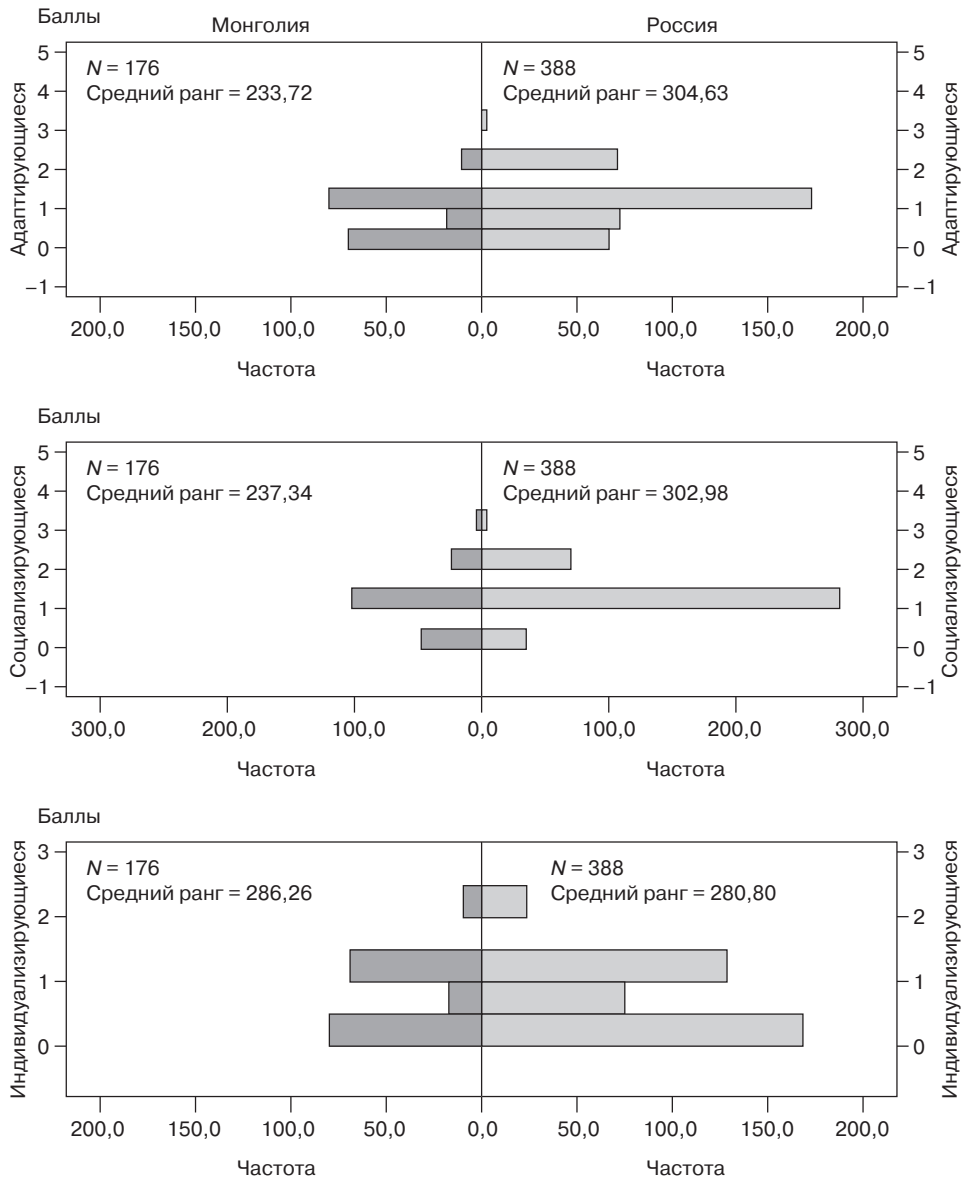 Баллы
Монголия Россия
N = 176 N = 388
Средний ранг = 233,72 Средний ранг = 304,63
Адаптирующиеся
5 5
4 4
3 3
2 2
1 1
0 0
–1 –1
Адаптирующиеся
200,0 150,0 100,0 50,0 0,0 50,0 100,0 150,0 200,0
Частота Частота
Баллы
N = 176 N = 388
Средний ранг = 237,34 Средний ранг = 302,98
Социализирующиеся
5 5
4 4
3 3
2 2
1 1
0 0
–1 –1
Социализирующиеся
300,0 200,0 100,0 0,0 100,0 200,0 300,0
Частота Частота
Баллы
N = 176 N = 388
Средний ранг = 286,26 Средний ранг = 280,80
Индивидуализирующиеся
3 3
2 2
1 1
0 0
Индивидуализирующиеся
200,0 150,0 100,0 50,0 0,0 50,0 100,0 150,0 200,0
Частота Частота